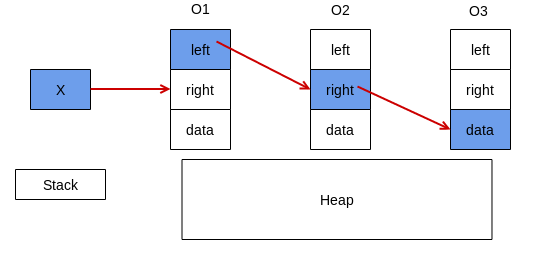 O1 O2 O3
left left left
X right right right
data data data
Stack
Heap